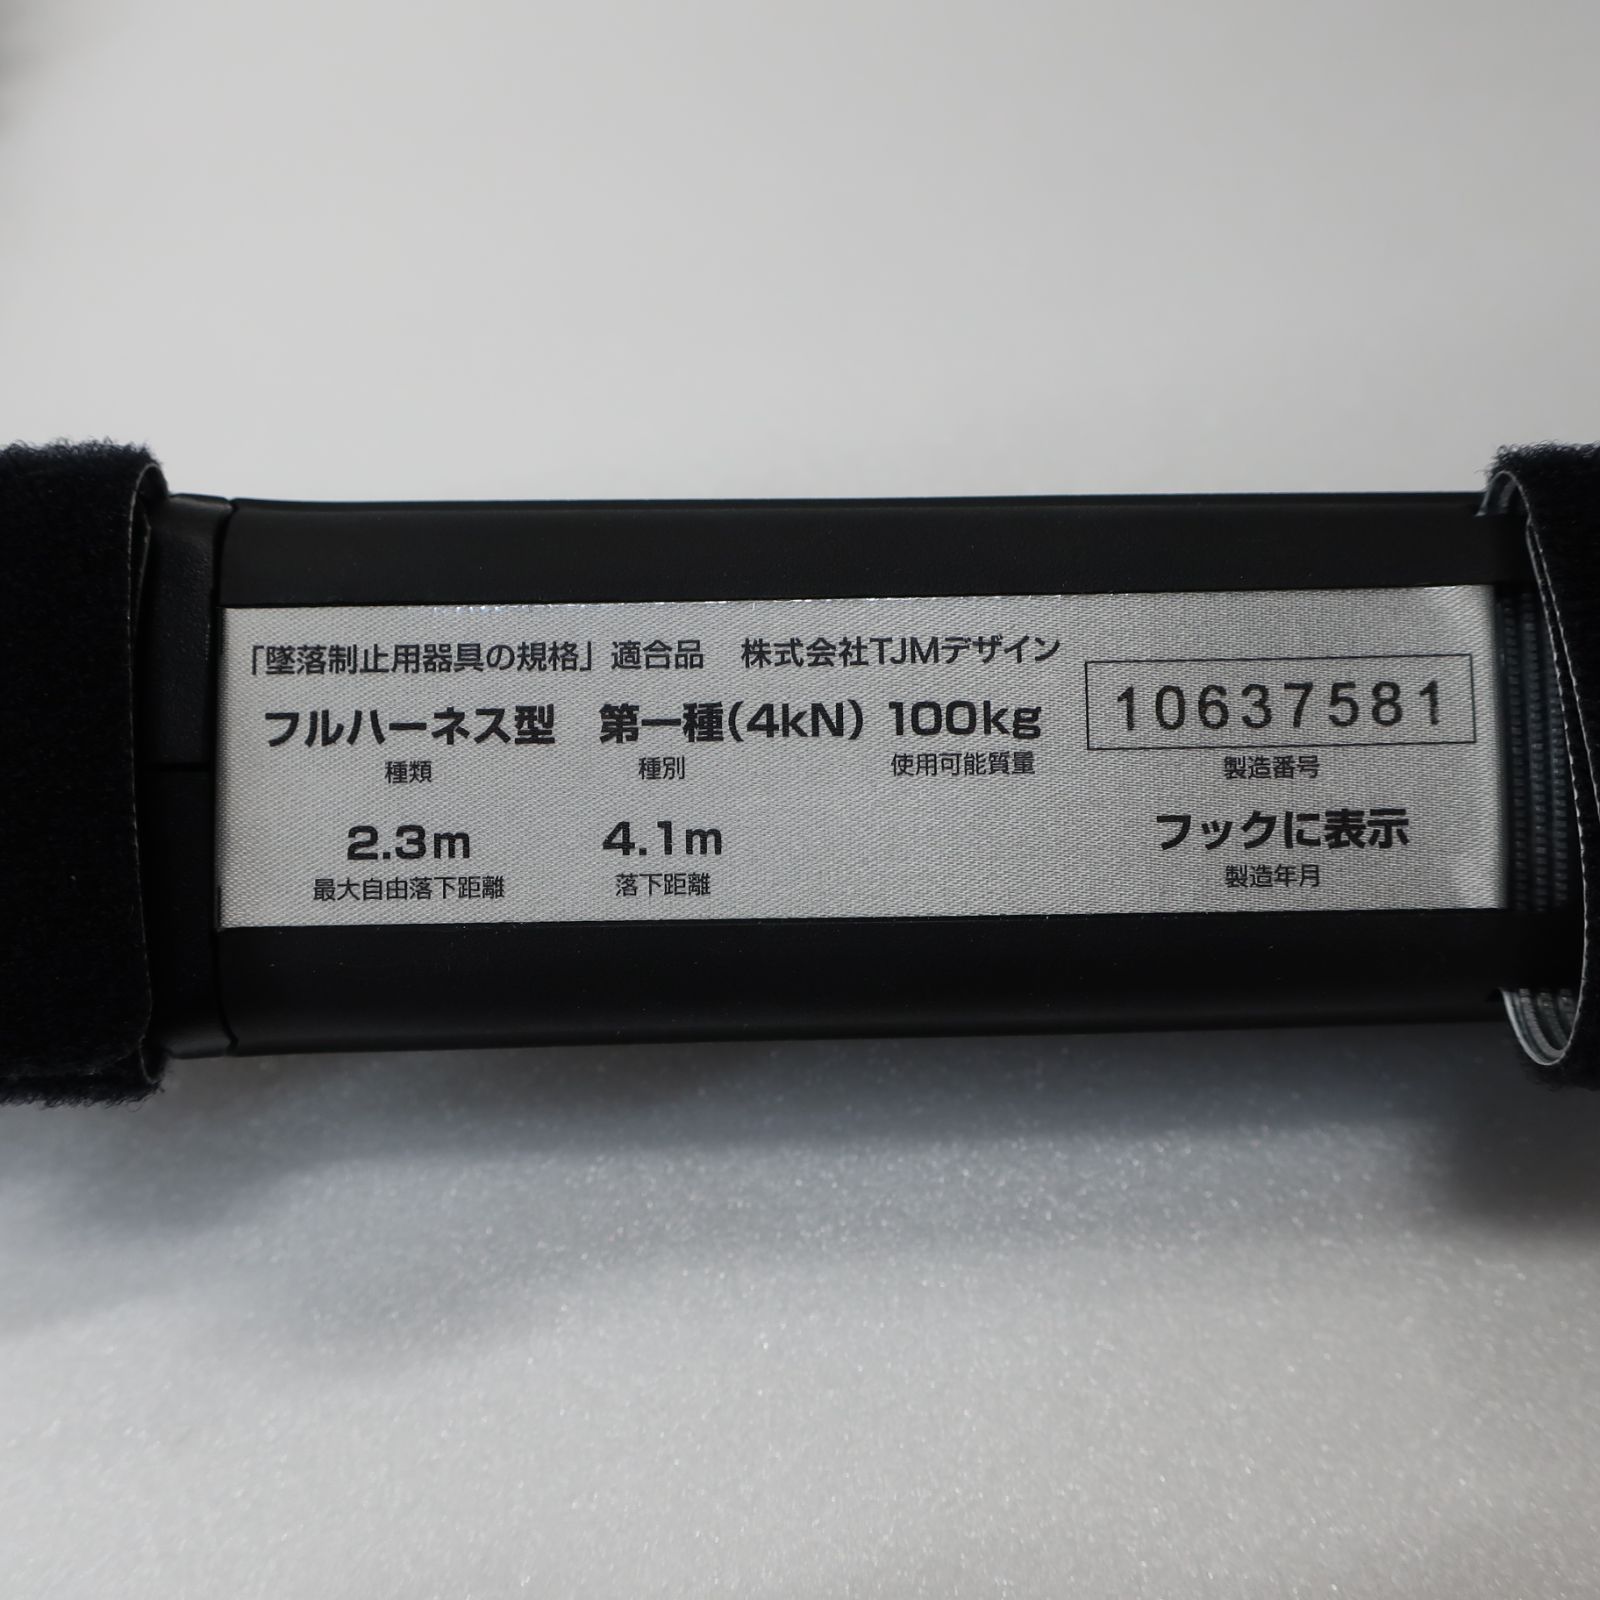 「墜落制止用器具の規格」適合品 株式会社TJMデザイン
フルハーネス型 第一種(4kN) 100kg 10637581
種類 種別 使用可能質量 製造番号
2.3m 4.1m フックに表示
最大自由落下距離 落下距離 製造年月